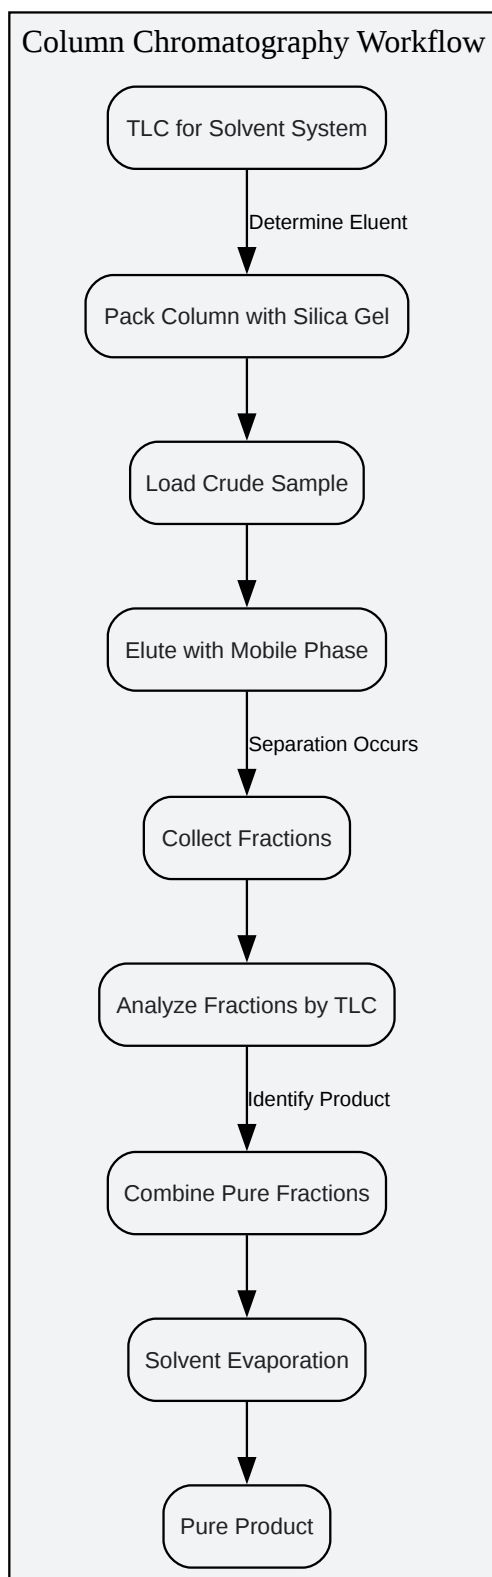 Column Chromatography Workflow
TLC for Solvent System
Determine Eluent
Pack Column with Silica Gel
Load Crude Sample
Elute with Mobile Phase
Separation Occurs
Collect Fractions
Analyze Fractions by TLC
Identify Product
Combine Pure Fractions
Solvent Evaporation
Pure Product